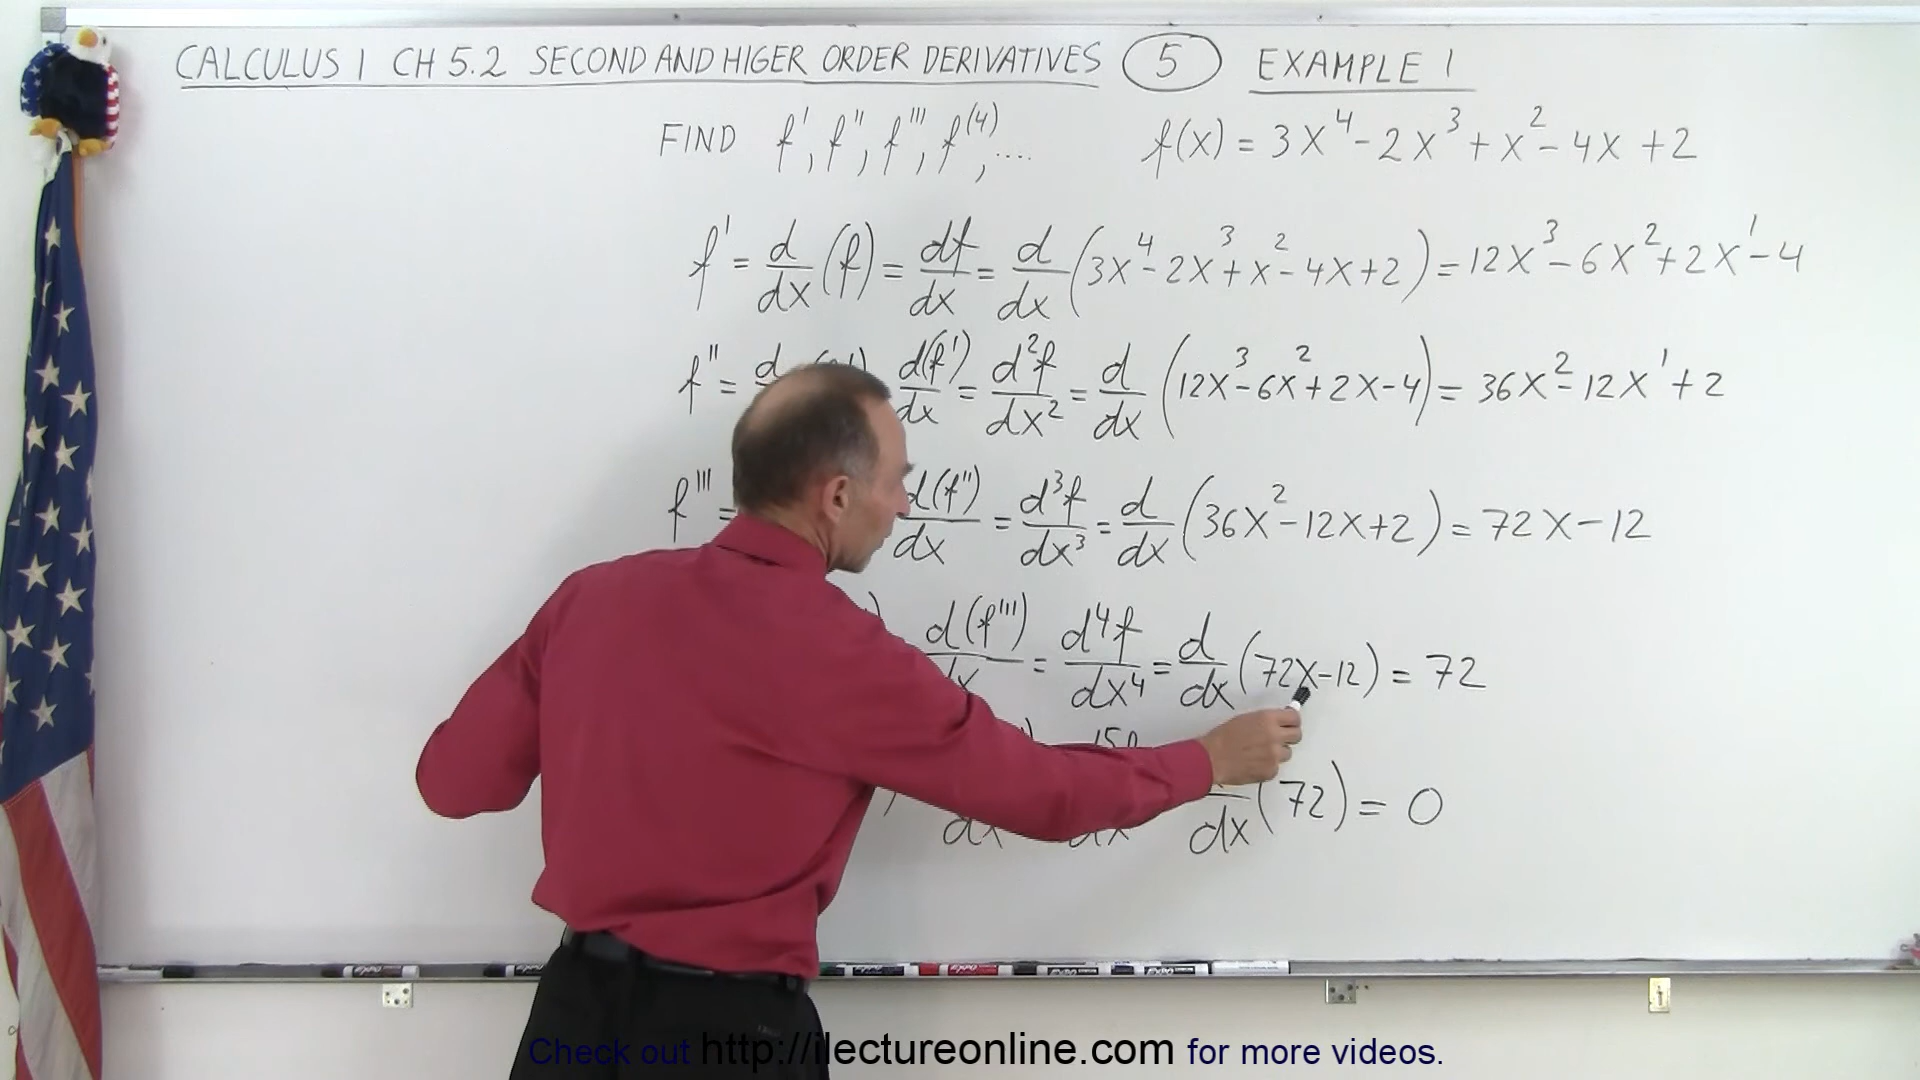 CALCULUS 1 CH 5.2 SECOND AND HIGER ORDER DERIVATIVES 5 EXAMPLE 1
FIND f', f'', f''', f⁽⁴⁾, .... f(x) = 3x⁴ - 2x³ + x² - 4x + 2
f' = d/dx (f) = df/dx = d/dx (3x⁴ - 2x³ + x² - 4x + 2) = 12x³ - 6x² + 2x¹ - 4
f'' = d(f')/dx = d²f/dx² = d/dx (12x³ - 6x² + 2x - 4) = 36x² - 12x¹ + 2
f''' = d(f'')/dx = d³f/dx³ = d/dx (36x² - 12x + 2) = 72x - 12
d(f''')/dx = d⁴f/dx⁴ = d/dx (72x - 12) = 72
dx (72) = 0
Check out http://ilectureonline.com for more videos.